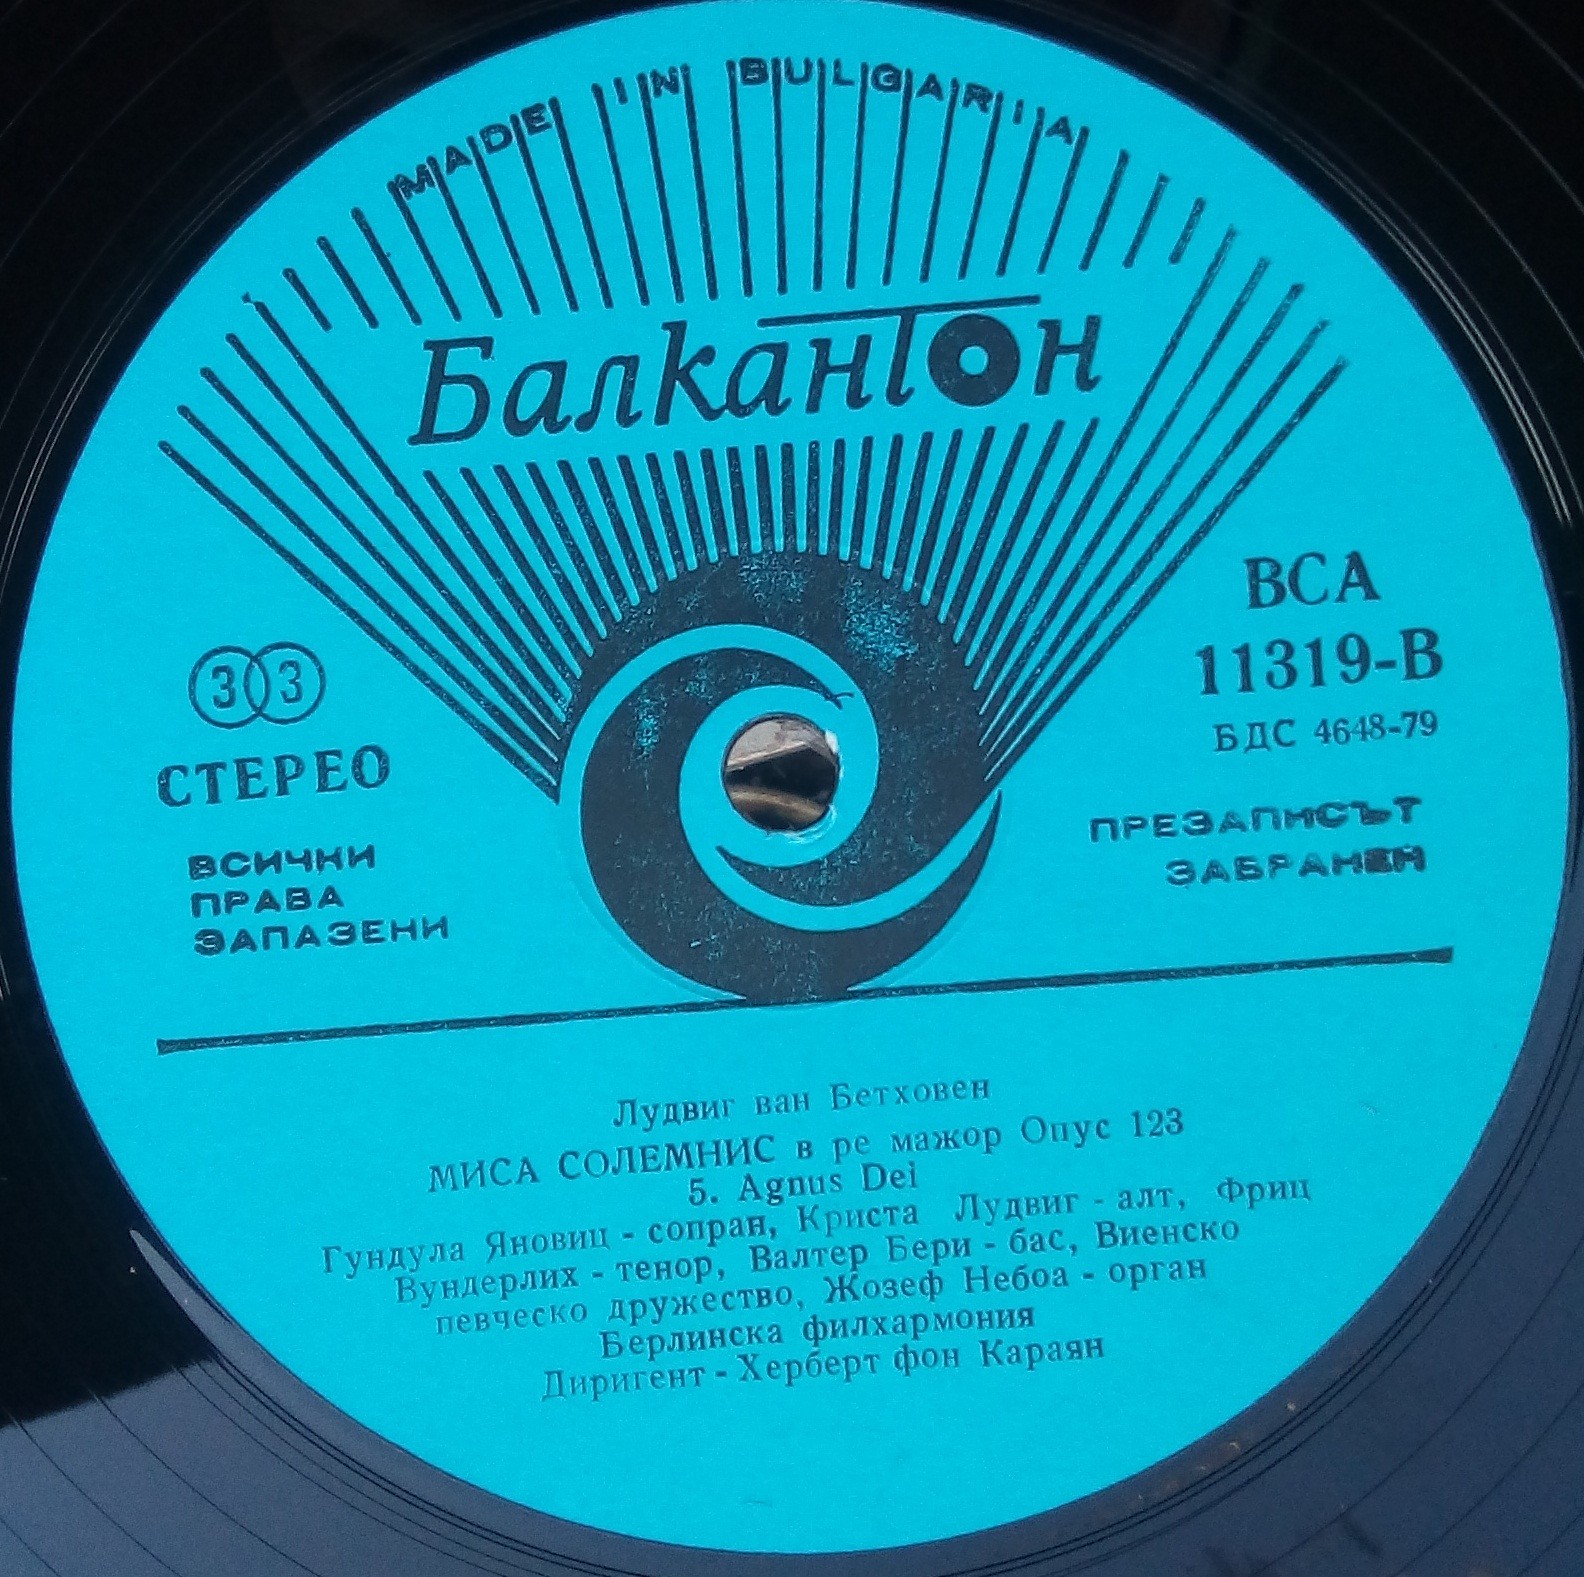 MADE IN BULGARIA
Балкантон
33
СТЕРЕО
ВСИЧКИ
ПРАВА
ЗАПАЗЕНИ
ВСА
11319-В
БДС 4648-79
ПРЕЗАПИСЪТ
ЗАБРАНЕН
Лудвиг ван Бетховен
МИСА СОЛЕМНИС в ре мажор Опус 123
5. Agnus Dei
Гундула Яновиц - сопран, Криста Лудвиг - алт, Фриц
Вундерлих - тенор, Валтер Бери - бас, Виенско
певческо дружество, Жозеф Небоа - орган
Берлинска филхармония
Диригент - Херберт фон Караян